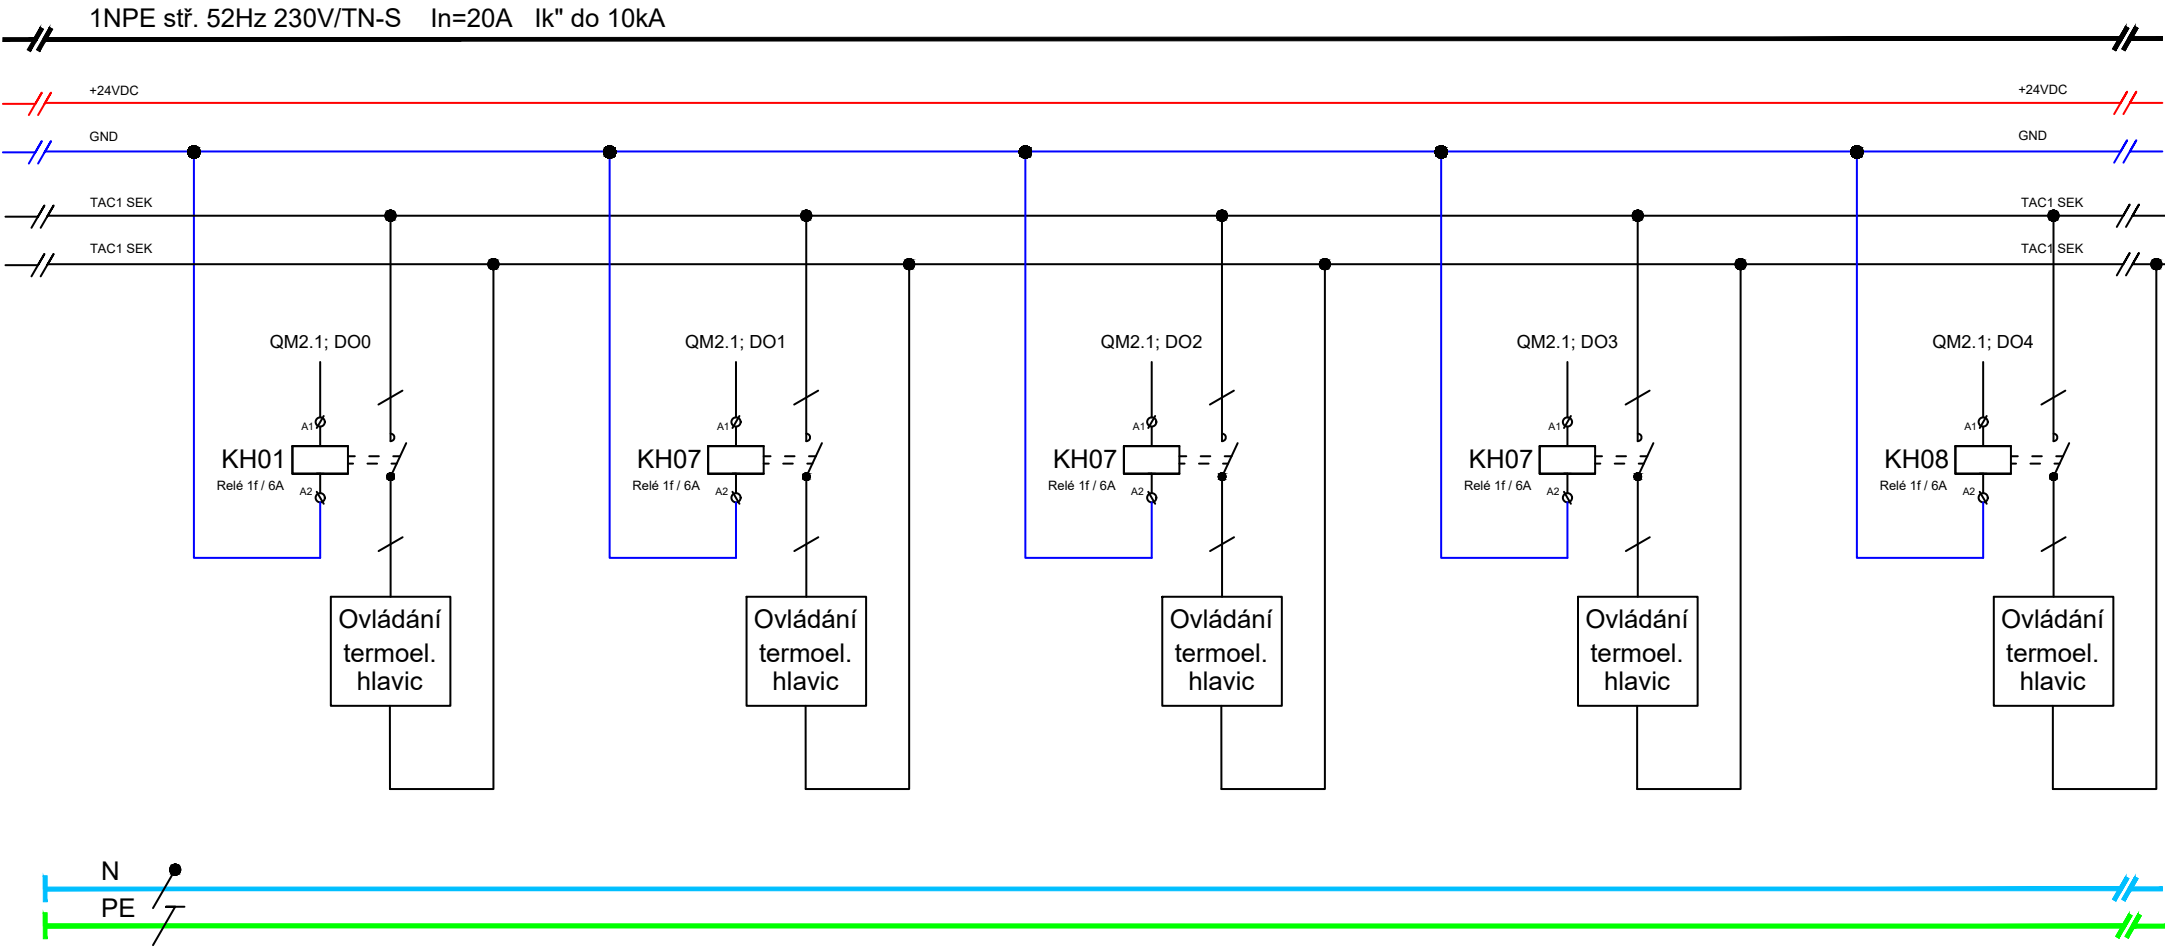 1NPE stř. 52Hz 230V/TN-S In=20A Ik" do 10kA
+24VDC +24VDC
GND GND
TAC1 SEK TAC1 SEK
TAC1 SEK TAC1 SEK
QM2.1; DO0 QM2.1; DO1 QM2.1; DO2 QM2.1; DO3 QM2.1; DO4
A1 A1 A1 A1 A1
KH01 KH07 KH07 KH07 KH08
Relé 1f / 6A Relé 1f / 6A Relé 1f / 6A Relé 1f / 6A Relé 1f / 6A
A2 A2 A2 A2 A2
Ovládání Ovládání Ovládání Ovládání Ovládání
termoel. termoel. termoel. termoel. termoel.
hlavic hlavic hlavic hlavic hlavic
N
PE